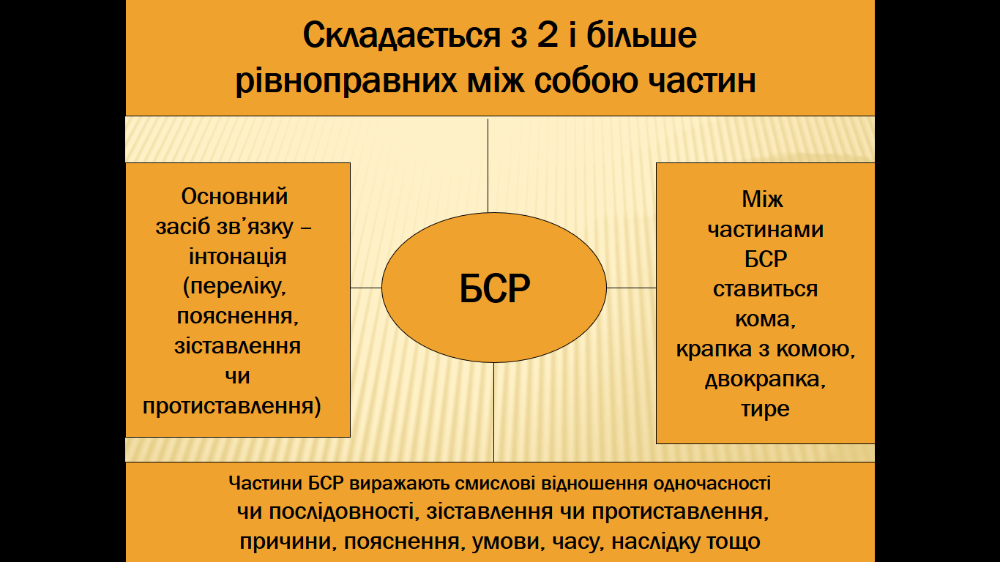 Складається з 2 і більше
рівноправних між собою частин
Основний
засіб зв’язку –
інтонація
(переліку,
пояснення,
зіставлення
чи
протиставлення)
БСР
Між
частинами
БСР
ставиться
кома,
крапка з комою,
двокрапка,
тире
Частини БСР виражають смислові відношення одночасності
чи послідовності, зіставлення чи протиставлення,
причини, пояснення, умови, часу, наслідку тощо